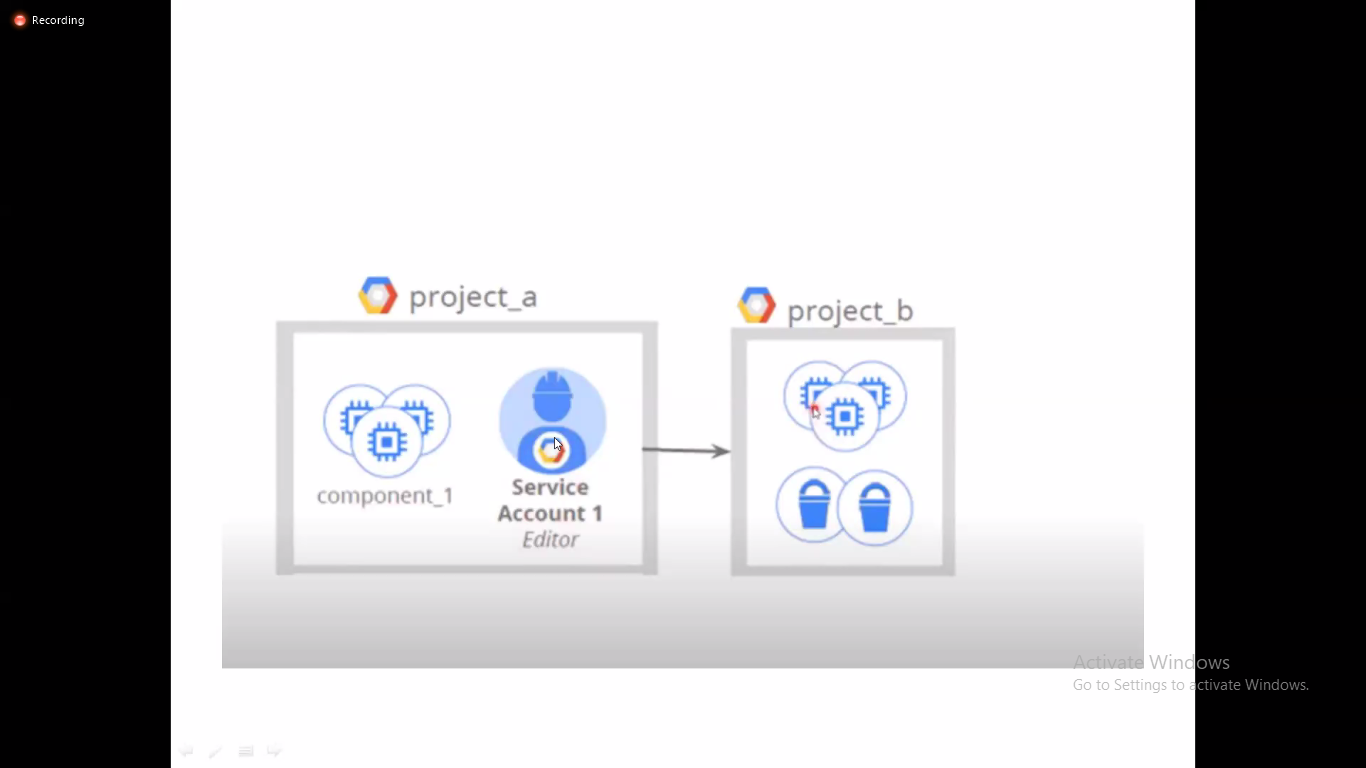 Recording
project_a
project_b
component_1
Service
Account 1
Editor
Activate Windows
Go to Settings to activate Windows.